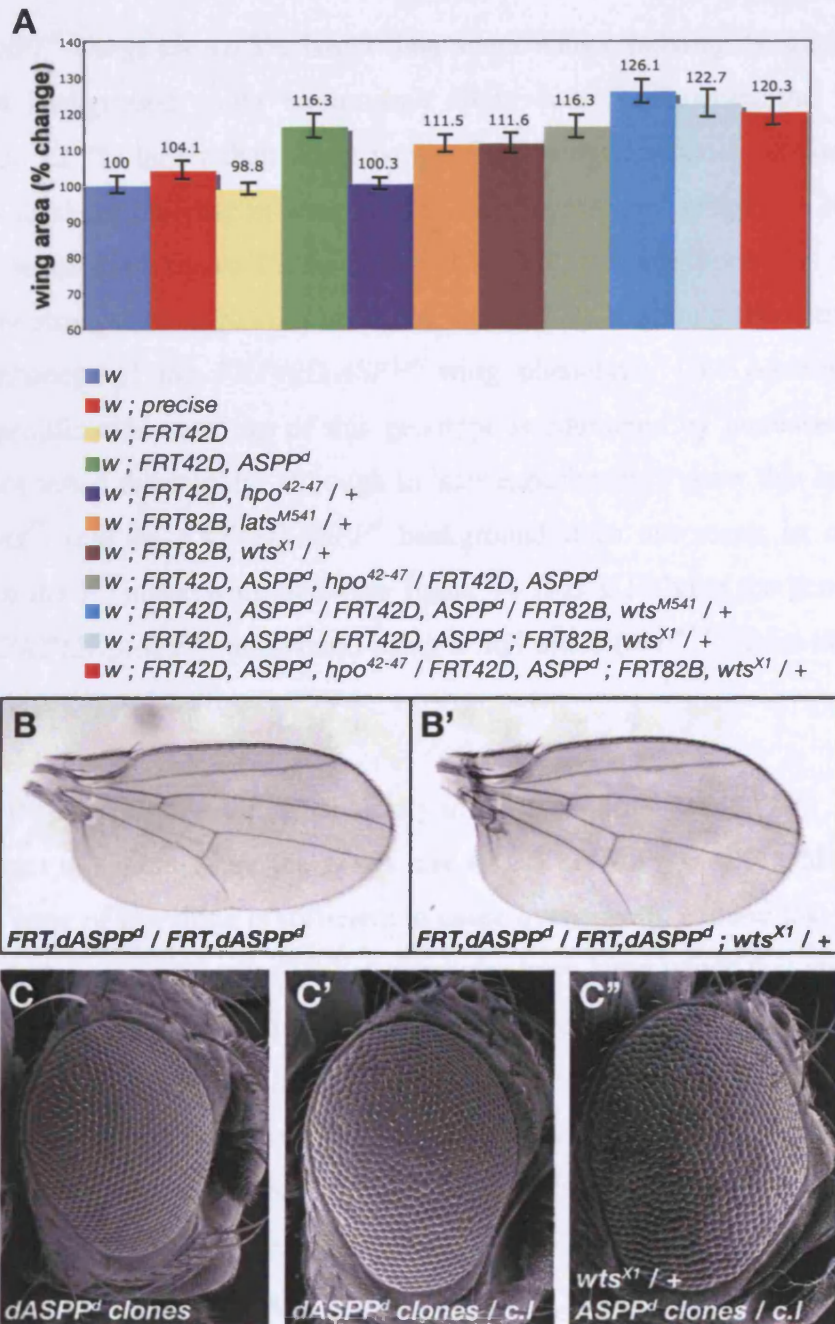 A
wing area (% change)
140
130
120
110
100
90
80
70
60
100
104.1
98.8
116.3
100.3
111.5
111.6
116.3
126.1
122.7
120.3
w
w ; precise
w ; FRT42D
w ; FRT42D, ASPPᵈ
w ; FRT42D, hpo⁴²⁻⁴⁷ / +
w ; FRT82B, latsᴹ⁵⁴¹ / +
w ; FRT82B, wtsˣ¹ / +
w ; FRT42D, ASPPᵈ, hpo⁴²⁻⁴⁷ / FRT42D, ASPPᵈ
w ; FRT42D, ASPPᵈ / FRT42D, ASPPᵈ / FRT82B, wtsᴹ⁵⁴¹ / +
w ; FRT42D, ASPPᵈ / FRT42D, ASPPᵈ ; FRT82B, wtsˣ¹ / +
w ; FRT42D, ASPPᵈ, hpo⁴²⁻⁴⁷ / FRT42D, ASPPᵈ ; FRT82B, wtsˣ¹ / +
B
FRT,dASPPᵈ / FRT,dASPPᵈ
B'
FRT,dASPPᵈ / FRT,dASPPᵈ ; wtsˣ¹ / +
C
dASPPᵈ clones
C'
dASPPᵈ clones / c.l
C"
wtsˣ¹ / +
ASPPᵈ clones / c.l